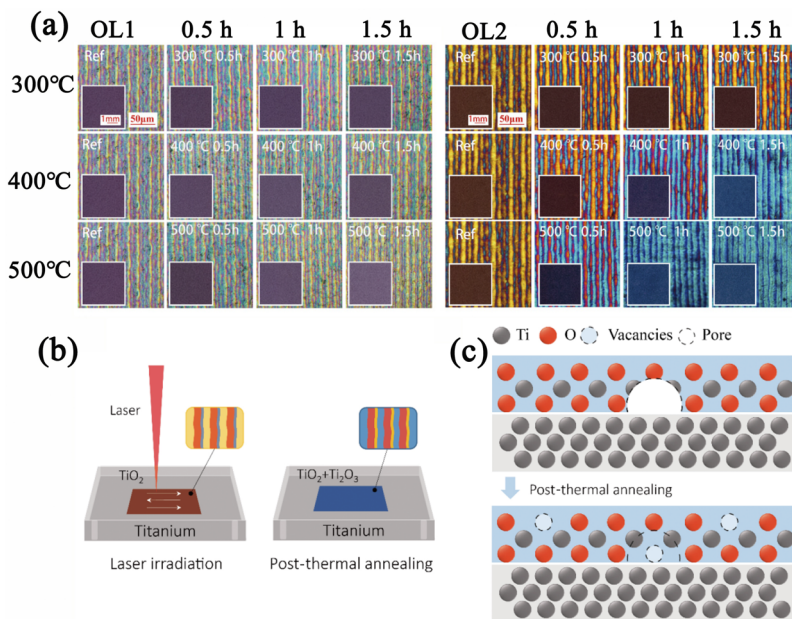 (a)
OL1 0.5 h 1 h 1.5 h OL2 0.5 h 1 h 1.5 h
300℃
Ref 300 ℃ 0.5h 300 ℃ 1h 300 ℃ 1.5h Ref 300 ℃ 0.5h 300 ℃ 1h 300 ℃ 1.5h
1mm 50μm 1mm 50μm
400℃
Ref 400 ℃ 0.5h 400 ℃ 1h 400 ℃ 1.5h Ref 400 ℃ 0.5h 400 ℃ 1h 400 ℃ 1.5h
500℃
Ref 500 ℃ 0.5h 500 ℃ 1h 500 ℃ 1.5h Ref 500 ℃ 0.5h 500 ℃ 1h 500 ℃ 1.5h
(b)
Laser
TiO₂
Titanium
Laser irradiation
TiO₂+Ti₂O₃
Titanium
Post-thermal annealing
(c)
Ti O Vacancies Pore
Post-thermal annealing